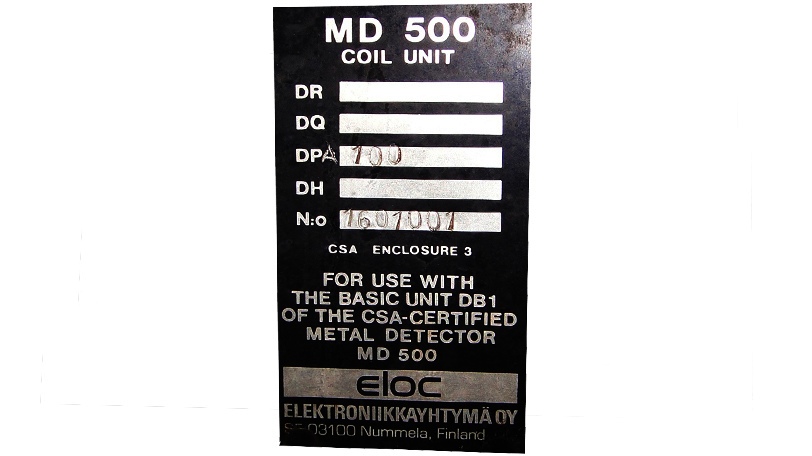 MD 500
COIL UNIT
DR
DQ
DPA 100
DH
N:o 1601001
CSA ENCLOSURE 3
FOR USE WITH
THE BASIC UNIT DB1
OF THE CSA-CERTIFIED
METAL DETECTOR
MD 500
eloc
ELEKTRONIIKKAYHTYMÄ OY
SF 03100 Nummela, Finland